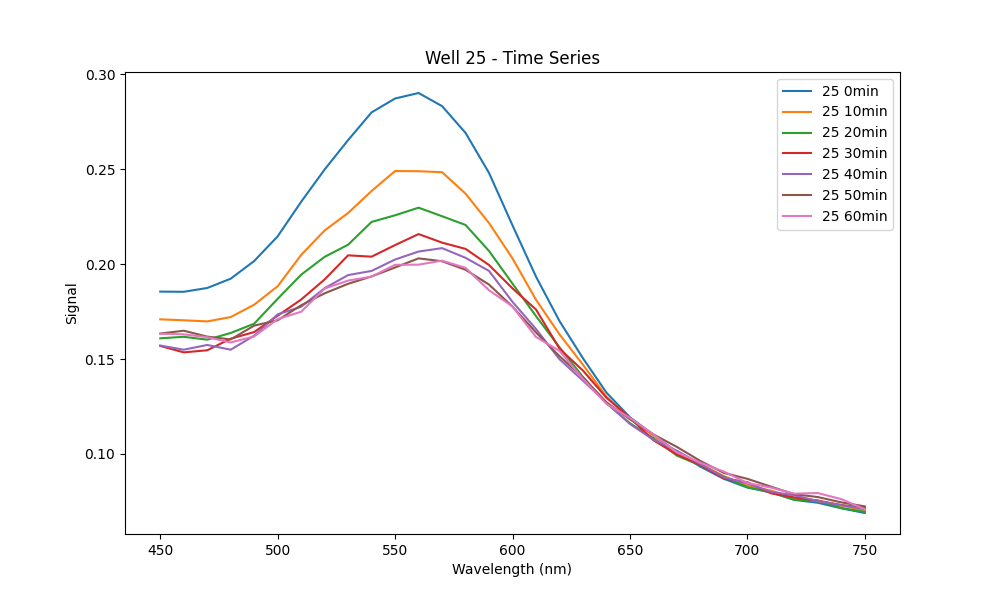 Well 25 - Time Series
Signal
0.30
0.25
0.20
0.15
0.10
25 0min
25 10min
25 20min
25 30min
25 40min
25 50min
25 60min
450 500 550 600 650 700 750
Wavelength (nm)